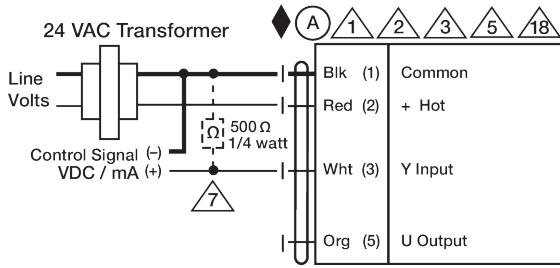 24 VAC Transformer
A 1 2 3 5 18
Line
Volts
Blk (1) Common
Red (2) + Hot
Ω 500 Ω
1/4 watt
Control Signal (-)
VDC / mA (+)
Wht (3) Y Input
7
Org (5) U Output